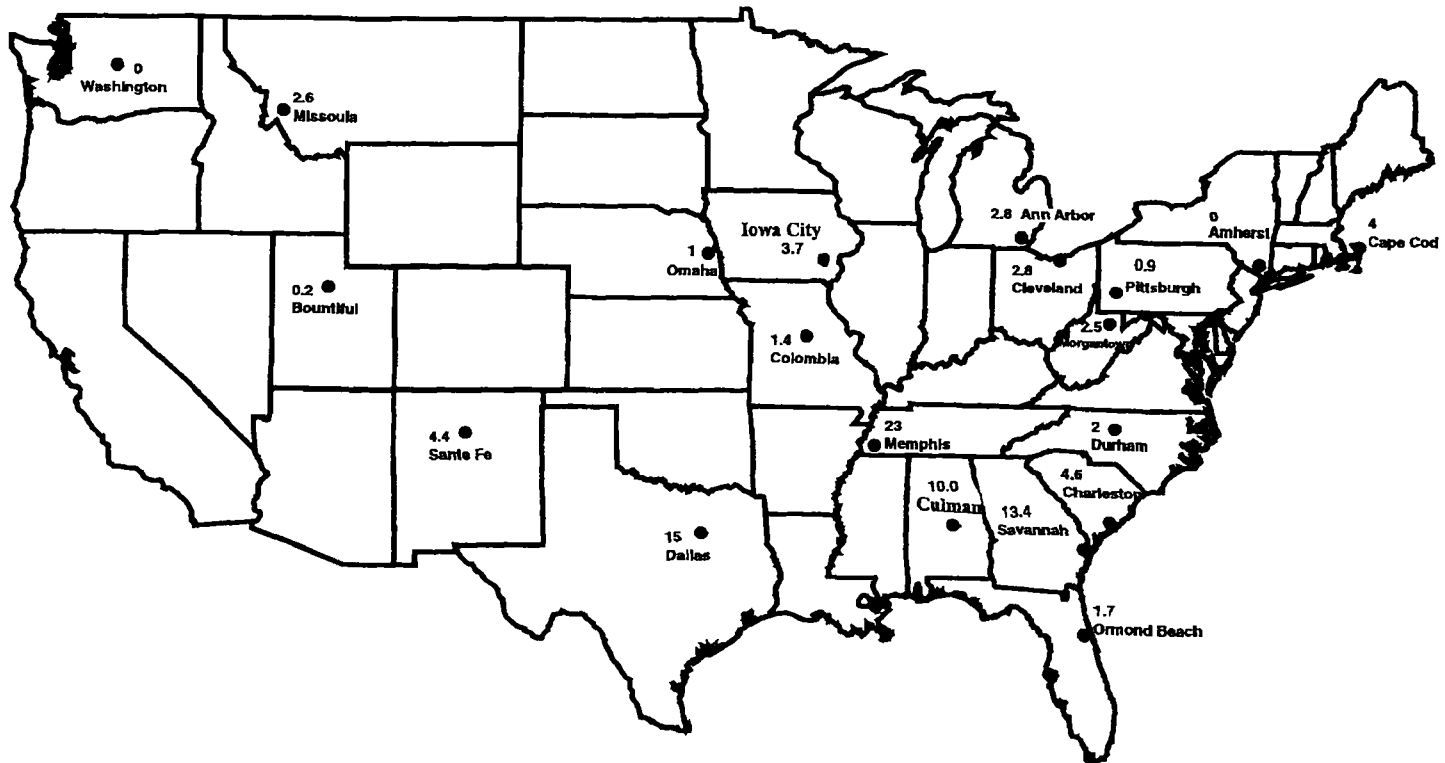 0
Washington
2.6
Missoula
2.8 Ann Arbor
0
Amherst
4
Cape Cod
Iowa City
3.7
1
Omaha
2.8
Cleveland
0.9
Pittsburgh
0.2
Bountiful
2.5
Morgantown
1.4
Colombia
4.4
Sante Fe
23
Memphis
2
Durham
4.6
Charleston
10.0
Culman
13.4
Savannah
15
Dallas
1.7
Ormond Beach